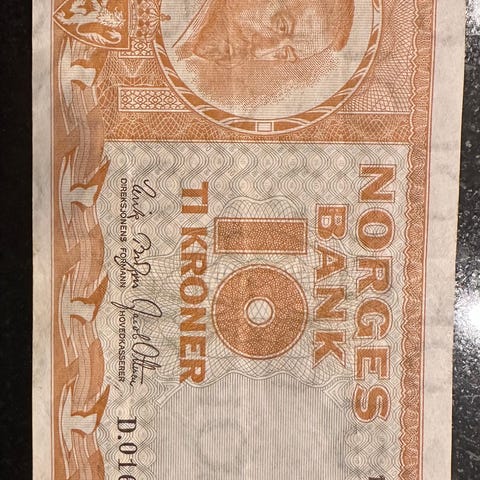 NORGES
BANK
10
TI KRONER
DIREKSJONENS FORMANN
HOVEDKASSERER